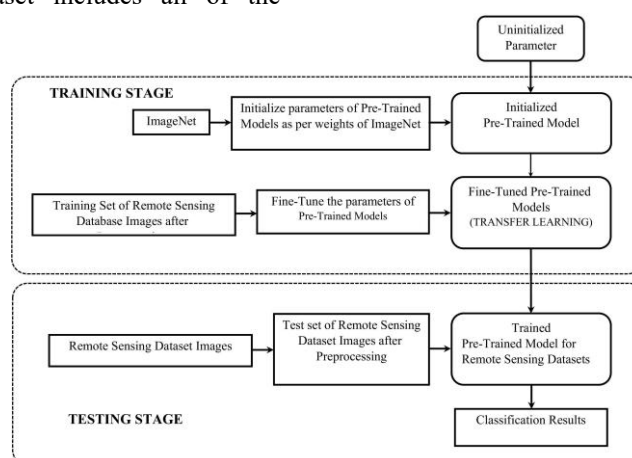 Uninitialized
Parameter
TRAINING STAGE
ImageNet
Initialize parameters of Pre-Trained
Models as per weights of ImageNet
Initialized
Pre-Trained Model
Training Set of Remote Sensing
Database Images after
Fine-Tune the parameters of
Pre-Trained Models
Fine-Tuned Pre-Trained
Models
(TRANSFER LEARNING)
Remote Sensing Dataset Images
Test set of Remote Sensing
Dataset Images after
Preprocessing
Trained
Pre-Trained Model for
Remote Sensing Datasets
TESTING STAGE
Classification Results